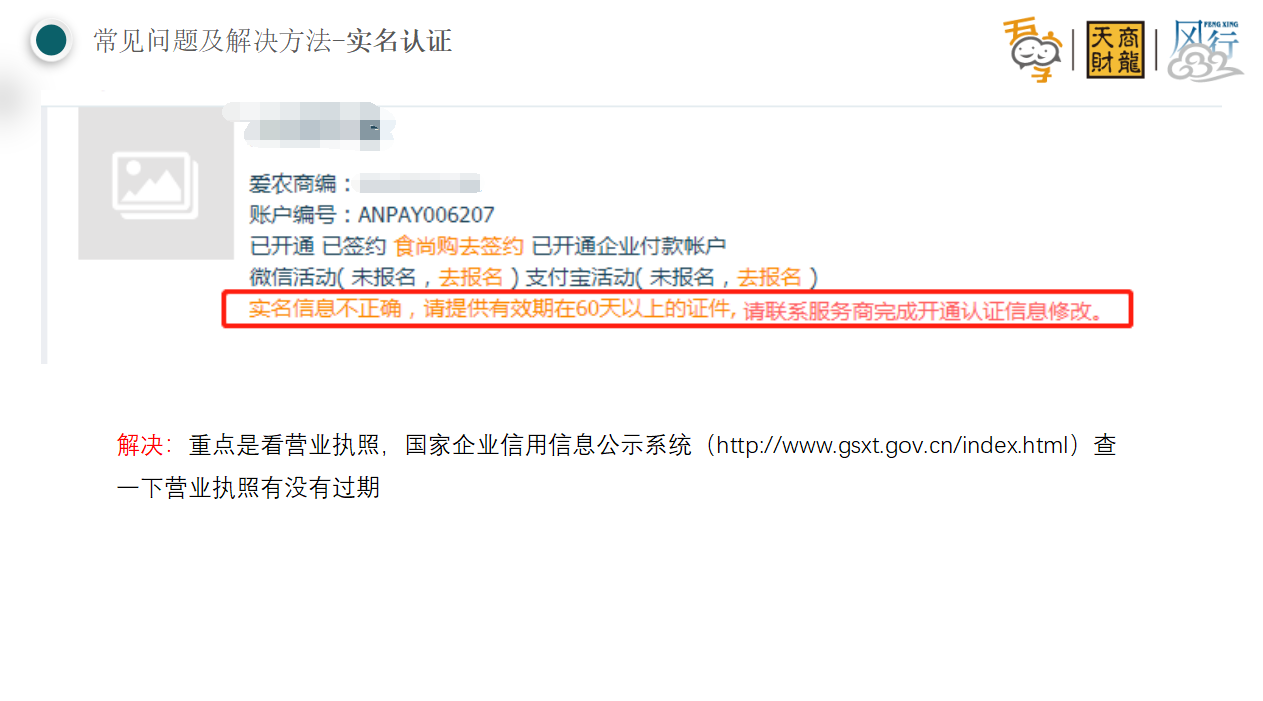 常见问题及解决方法-实名认证
吾享
天财商龍
风行
FENG XING
632
爱农商编：
账户编号：ANPAY006207
已开通 已签约 食尚购去签约 已开通企业付款帐户
微信活动( 未报名，去报名 ) 支付宝活动( 未报名，去报名 )
实名信息不正确，请提供有效期在60天以上的证件, 请联系服务商完成开通认证信息修改。
解决：重点是看营业执照，国家企业信用信息公示系统（http://www.gsxt.gov.cn/index.html）查
一下营业执照有没有过期